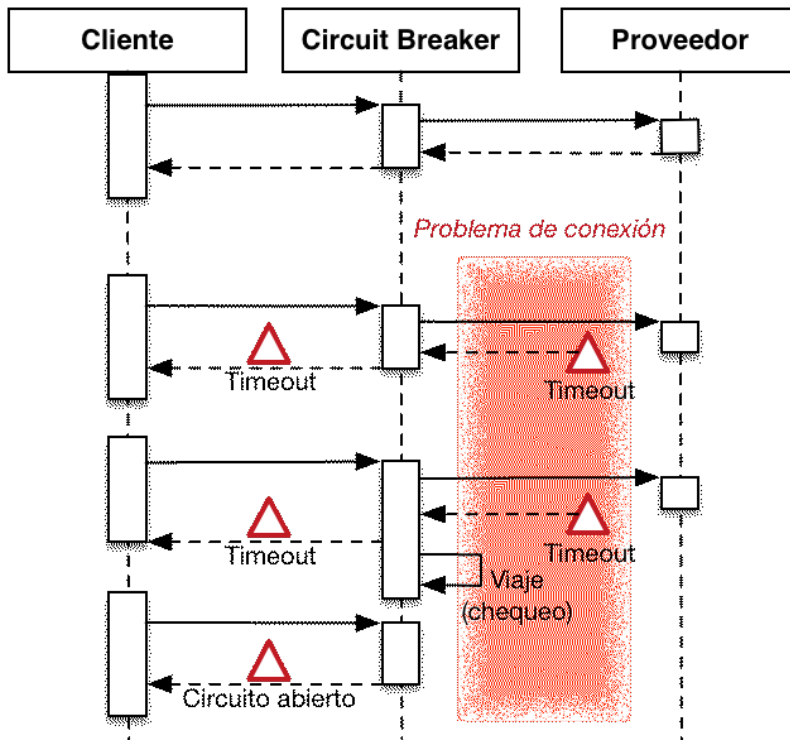 Cliente
Circuit Breaker
Proveedor
Problema de conexión
Timeout
Timeout
Timeout
Timeout
Viaje
(chequeo)
Circuito abierto